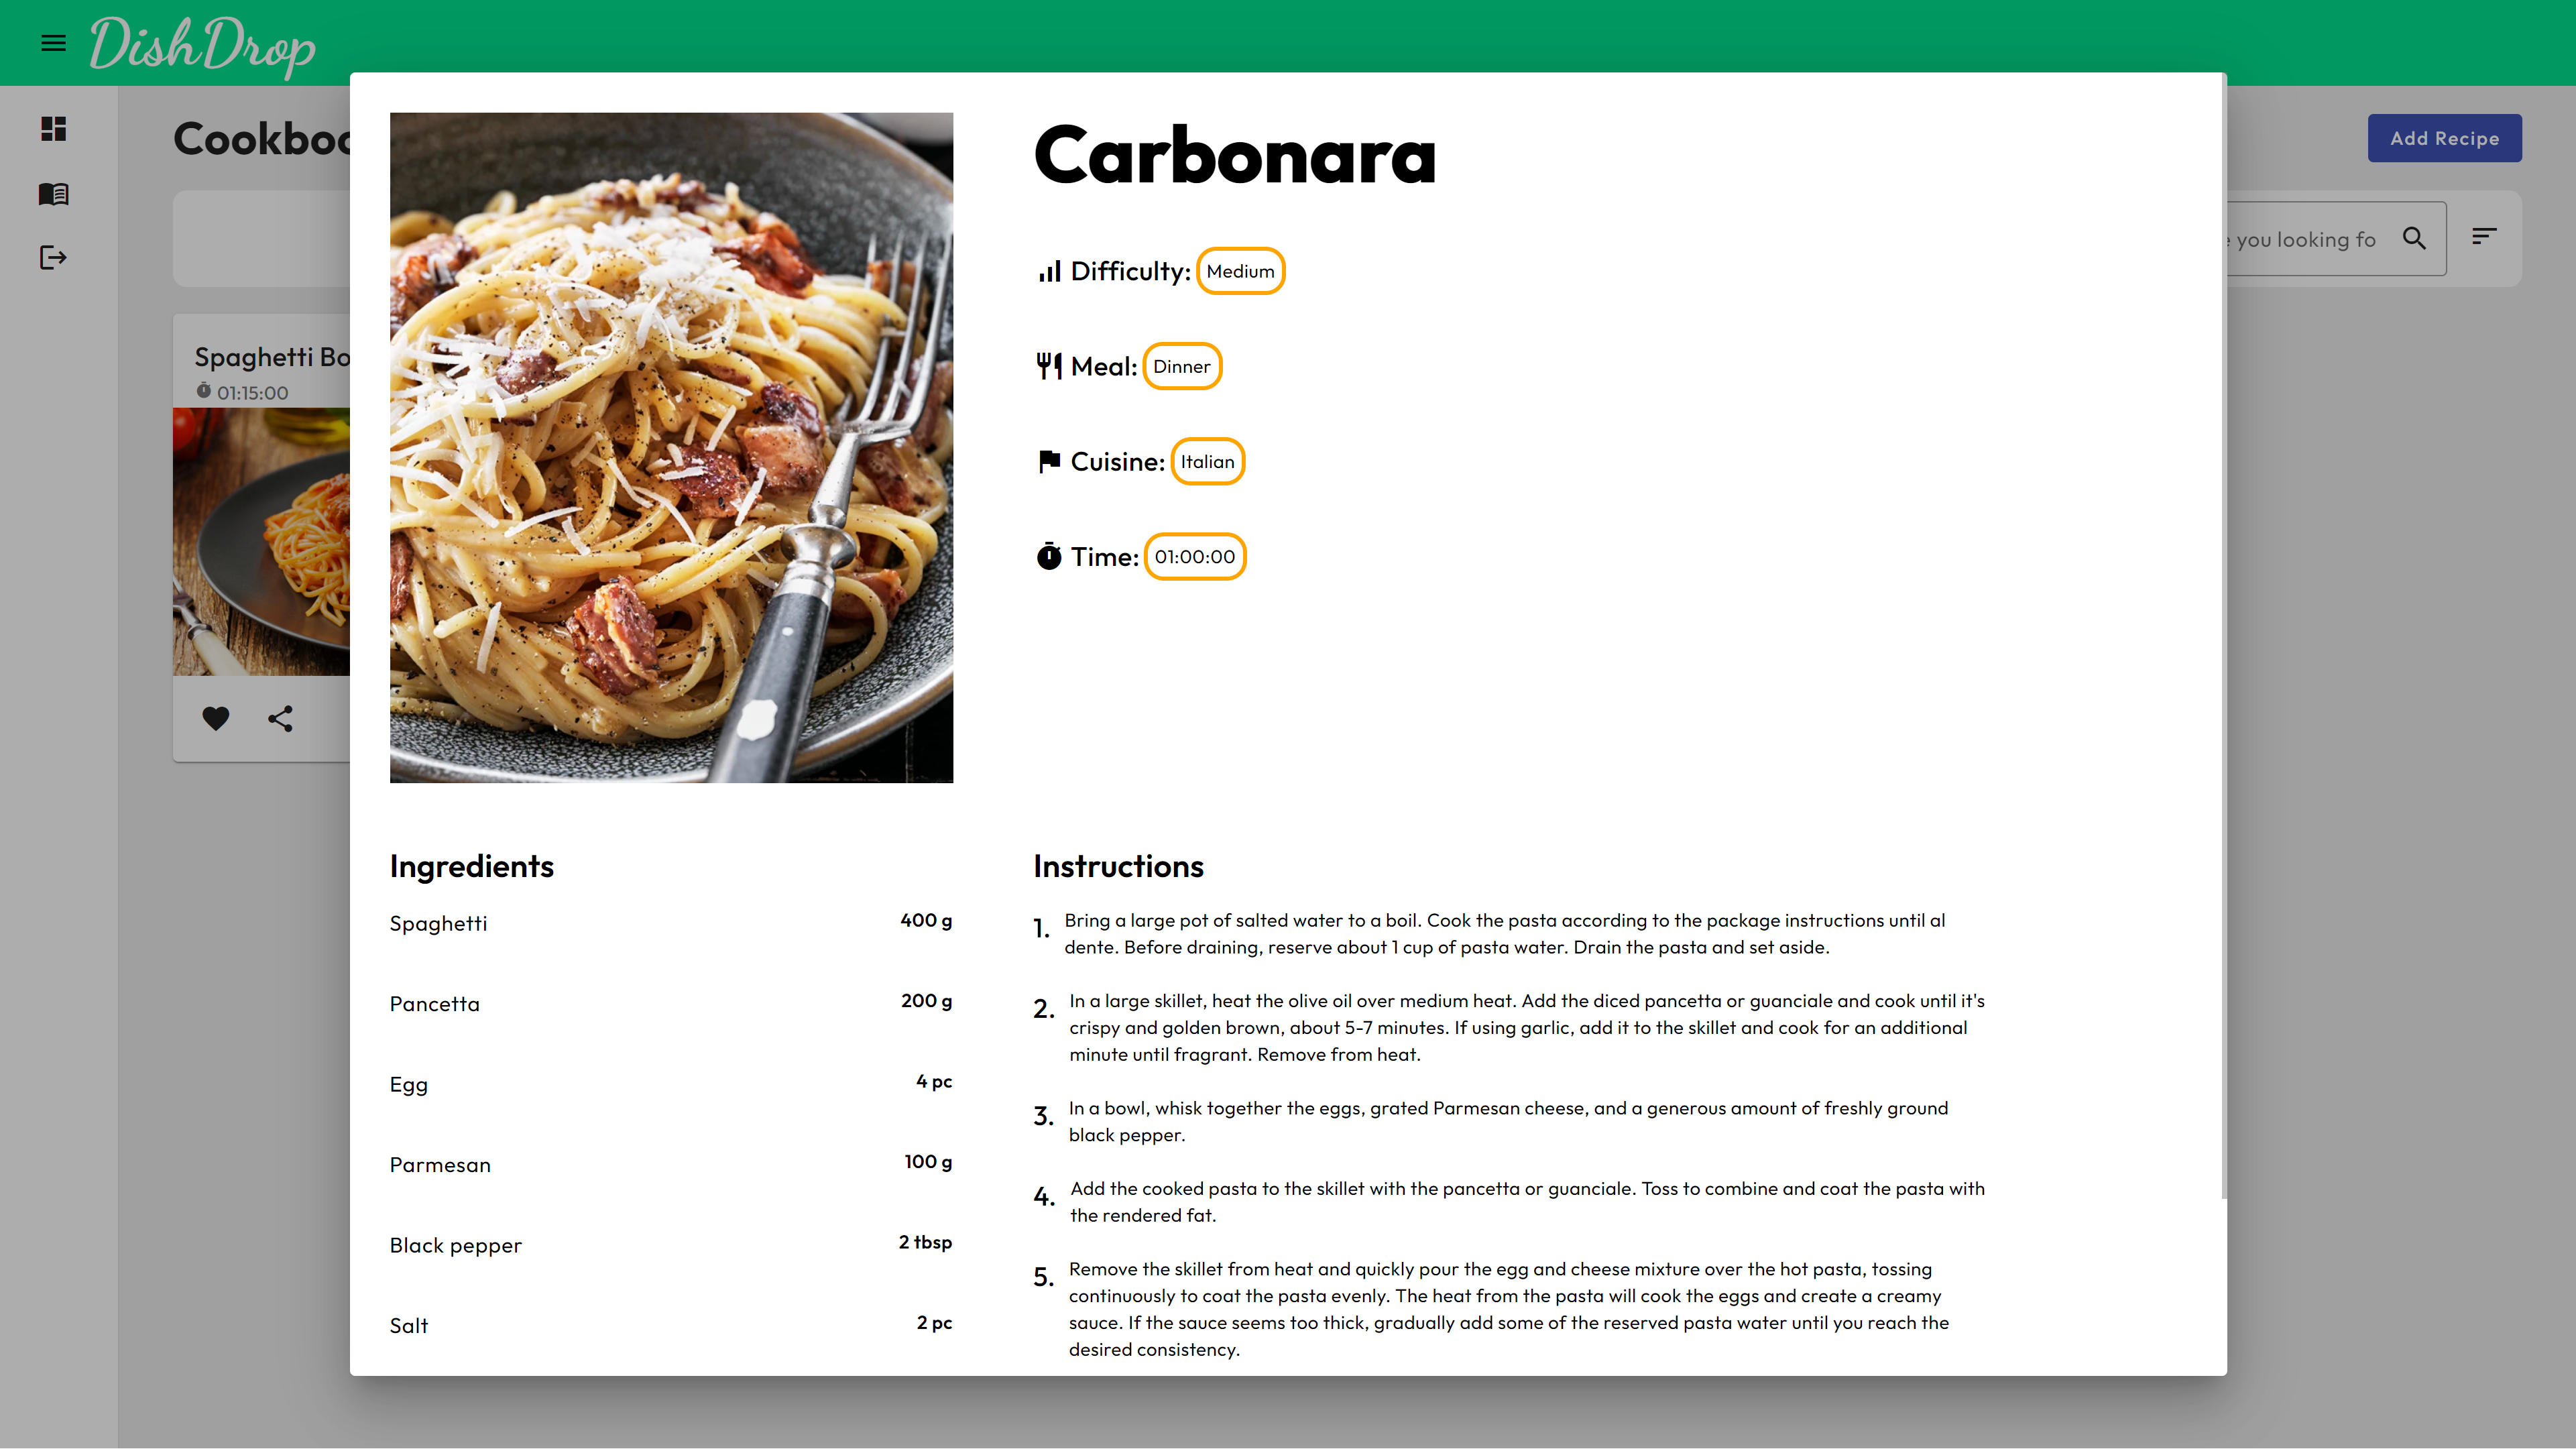 DishDrop
Cookboo
Add Recipe
you looking fo
Spaghetti Bo
01:15:00
Carbonara
Difficulty: Medium
Meal: Dinner
Cuisine: Italian
Time: 01:00:00
Ingredients
Spaghetti 400 g
Pancetta 200 g
Egg 4 pc
Parmesan 100 g
Black pepper 2 tbsp
Salt 2 pc
Instructions
1. Bring a large pot of salted water to a boil. Cook the pasta according to the package instructions until al
dente. Before draining, reserve about 1 cup of pasta water. Drain the pasta and set aside.
2. In a large skillet, heat the olive oil over medium heat. Add the diced pancetta or guanciale and cook until it's
crispy and golden brown, about 5-7 minutes. If using garlic, add it to the skillet and cook for an additional
minute until fragrant. Remove from heat.
3. In a bowl, whisk together the eggs, grated Parmesan cheese, and a generous amount of freshly ground
black pepper.
4. Add the cooked pasta to the skillet with the pancetta or guanciale. Toss to combine and coat the pasta with
the rendered fat.
5. Remove the skillet from heat and quickly pour the egg and cheese mixture over the hot pasta, tossing
continuously to coat the pasta evenly. The heat from the pasta will cook the eggs and create a creamy
sauce. If the sauce seems too thick, gradually add some of the reserved pasta water until you reach the
desired consistency.